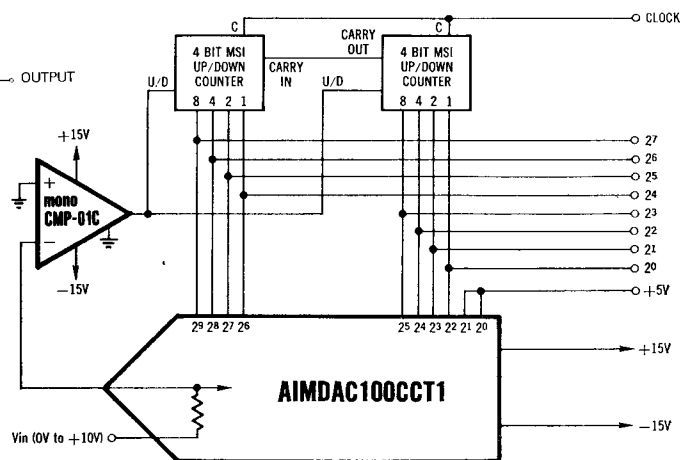 C
CLOCK
CARRY
OUT
C
4 BIT MSI
UP/DOWN
COUNTER
8 4 2 1
CARRY
IN
4 BIT MSI
UP/DOWN
COUNTER
8 4 2 1
OUTPUT
U/D
U/D
+15V
27
26
25
24
23
22
21
20
+5V
+
mono
CMP-01C
−
−15V
29 28 27 26
25 24 23 22 21 20
+15V
AIMDAC100CCT1
−15V
Vin (0V to +10V)